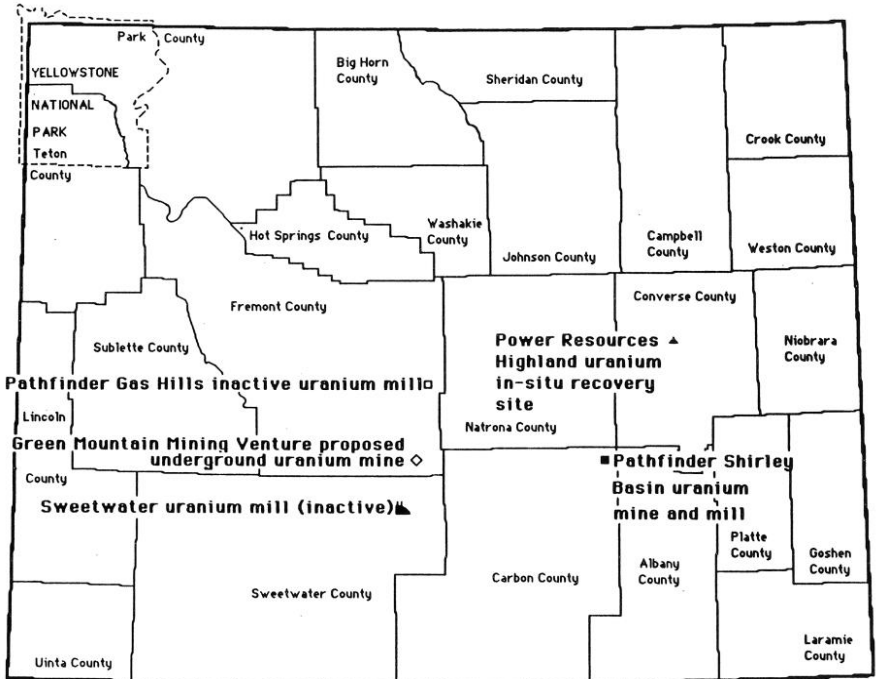 Park County
YELLOWSTONE
NATIONAL
PARK
Teton
County
Big Horn
County
Sheridan County
Crook County
Hot Springs County
Washakie
County
Johnson County
Campbell
County
Weston County
Fremont County
Converse County
Sublette County
Power Resources
Highland uranium
in-situ recovery
site
Niobrara
County
Pathfinder Gas Hills inactive uranium mill
Lincoln
County
Natrona County
Green Mountain Mining Venture proposed
underground uranium mine
Pathfinder Shirley
Basin uranium
mine and mill
Sweetwater uranium mill (inactive)
Platte
County
Goshen
County
Albany
County
Carbon County
Sweetwater County
Laramie
County
Uinta County